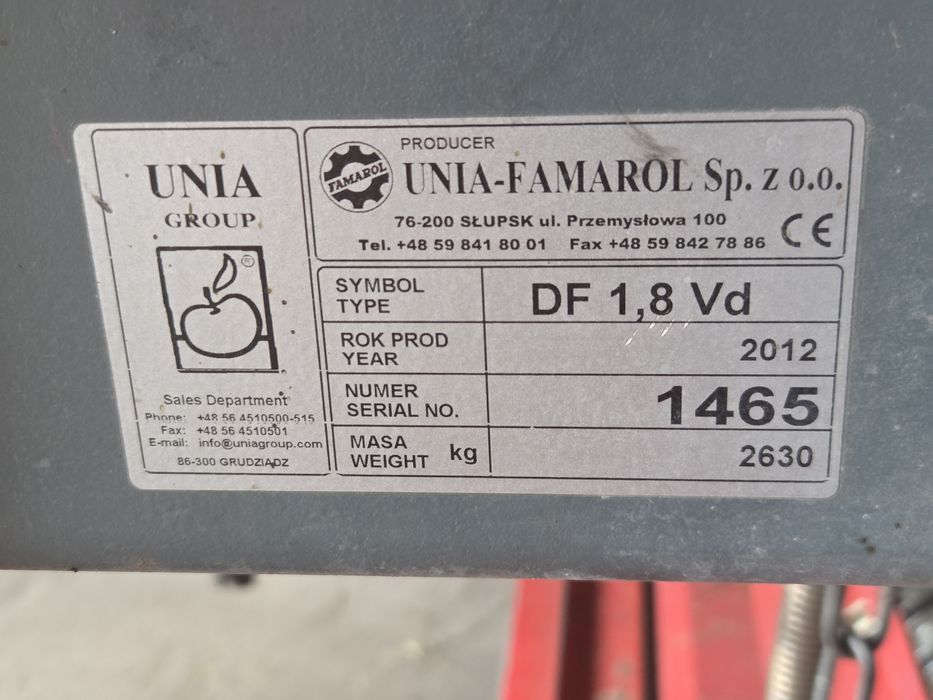 UNIA
GROUP
®
Sales Department
Phone: +48 56 4510500-515
Fax: +48 56 4510501
E-mail: info@uniagroup.com
86-300 GRUDZIĄDZ
FAMAROL
PRODUCER
UNIA-FAMAROL Sp. z o.o.
76-200 SŁUPSK ul. Przemysłowa 100
Tel. +48 59 841 80 01 Fax +48 59 842 78 86
CE
SYMBOL
TYPE
DF 1,8 Vd
ROK PROD
YEAR
2012
NUMER
SERIAL NO.
1465
MASA
WEIGHT kg
2630